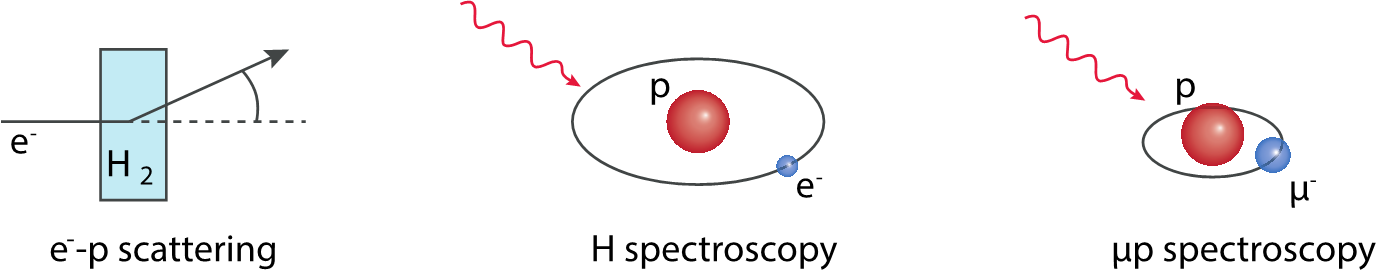 e⁻
H 2
e⁻-p scattering
p
e⁻
H spectroscopy
p
μ⁻
μp spectroscopy